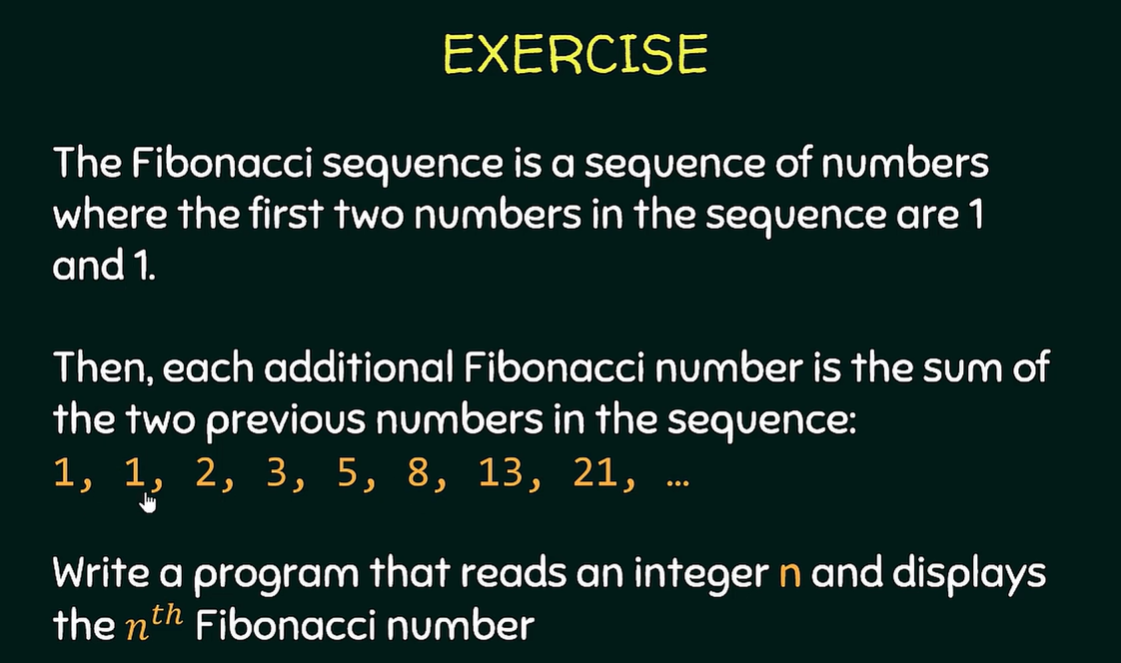 EXERCISE
The Fibonacci sequence is a sequence of numbers
where the first two numbers in the sequence are 1
and 1.
Then, each additional Fibonacci number is the sum of
the two previous numbers in the sequence:
1, 1, 2, 3, 5, 8, 13, 21, …
Write a program that reads an integer n and displays
the nᵗʰ Fibonacci number